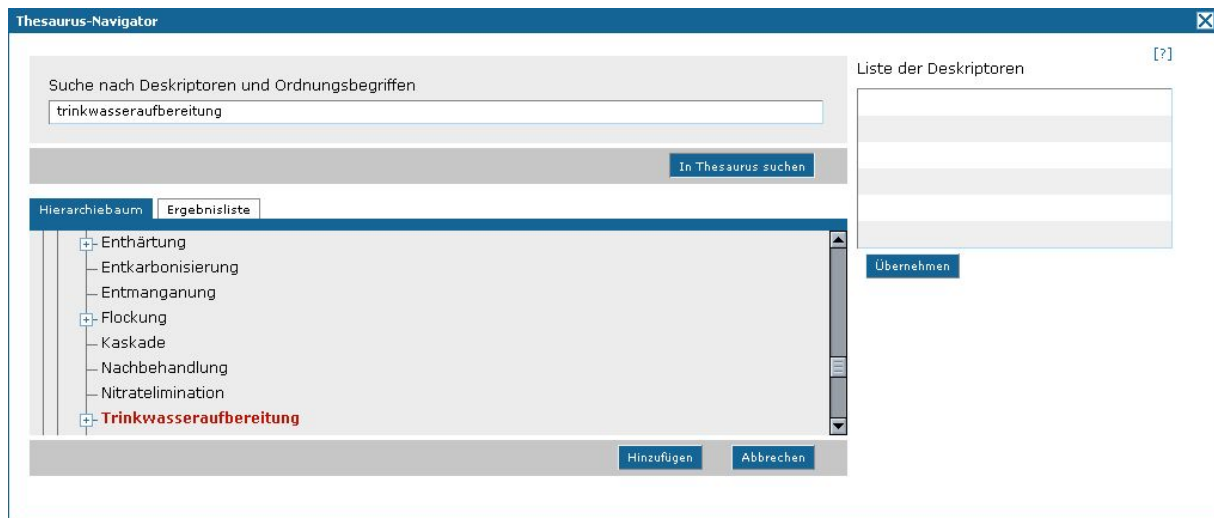 Thesaurus-Navigator
[?]
Suche nach Deskriptoren und Ordnungsbegriffen
trinkwasseraufbereitung
In Thesaurus suchen
Hierarchiebaum Ergebnisliste
Enthärtung
Entkarbonisierung
Entmanganung
Flockung
Kaskade
Nachbehandlung
Nitratelimination
Trinkwasseraufbereitung
Hinzufügen Abbrechen
Liste der Deskriptoren
Übernehmen